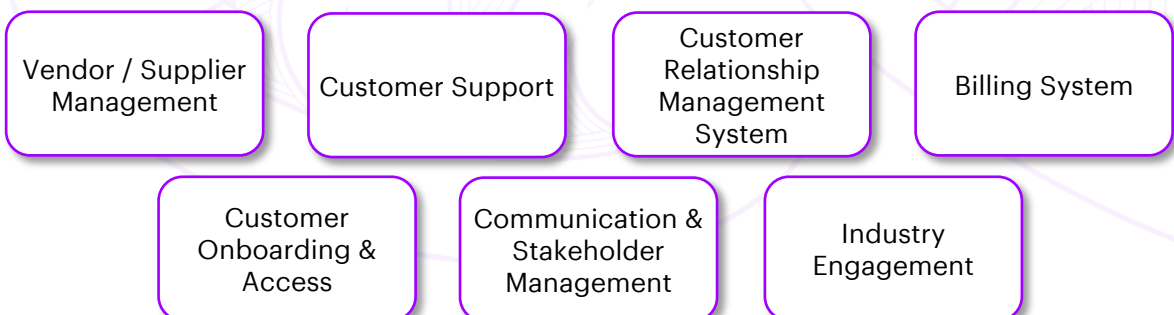 Vendor / Supplier
Management
Customer Support
Customer
Relationship
Management
System
Billing System
Customer
Onboarding &
Access
Communication &
Stakeholder
Management
Industry
Engagement